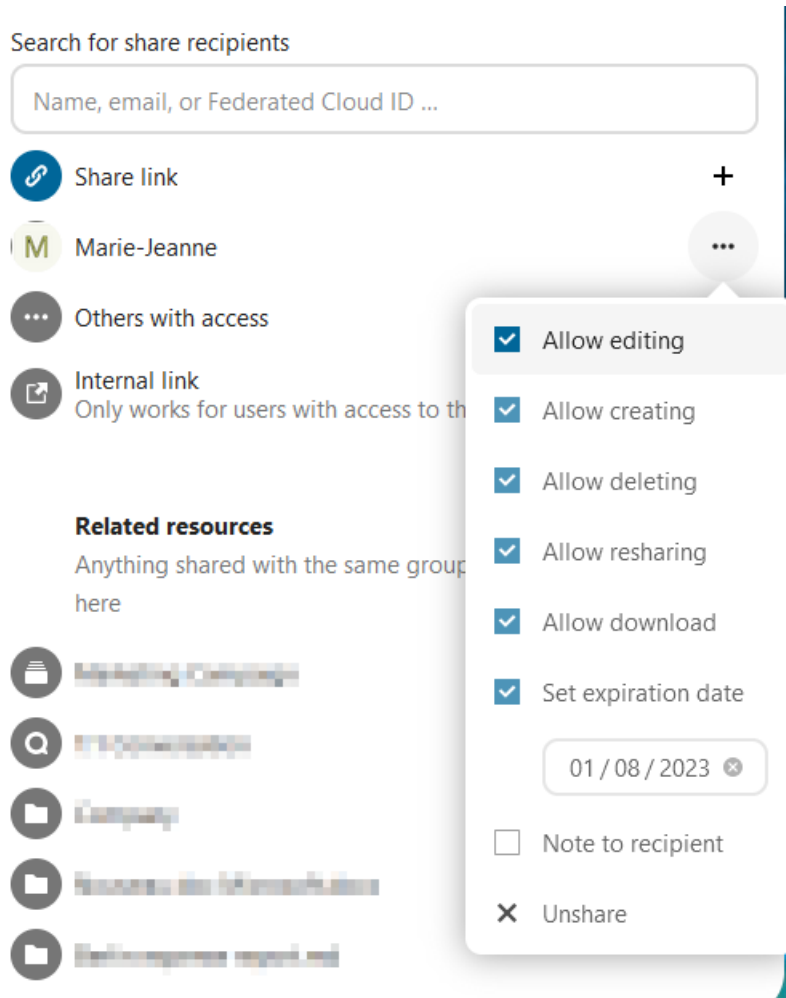 Search for share recipients
Name, email, or Federated Cloud ID ...
Share link
M Marie-Jeanne
Others with access
Internal link
Only works for users with access to th
Allow editing
Allow creating
Allow deleting
Allow resharing
Allow download
Set expiration date
01 / 08 / 2023
Note to recipient
Unshare
Related resources
Anything shared with the same group
here